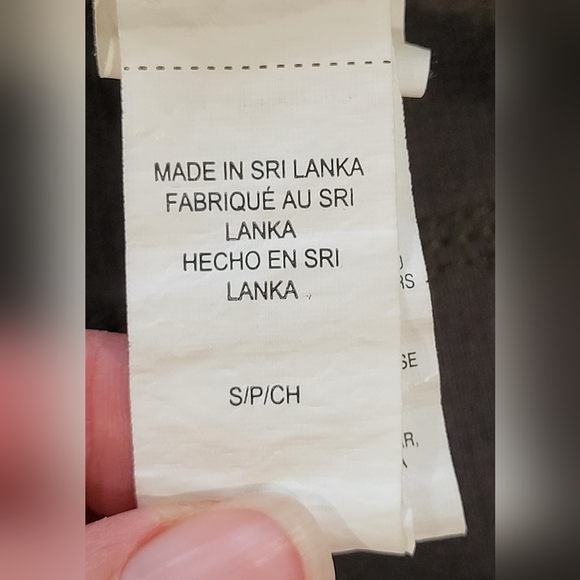 MADE IN SRI LANKA
FABRIQUÉ AU SRI
LANKA
HECHO EN SRI
LANKA
S/P/CH